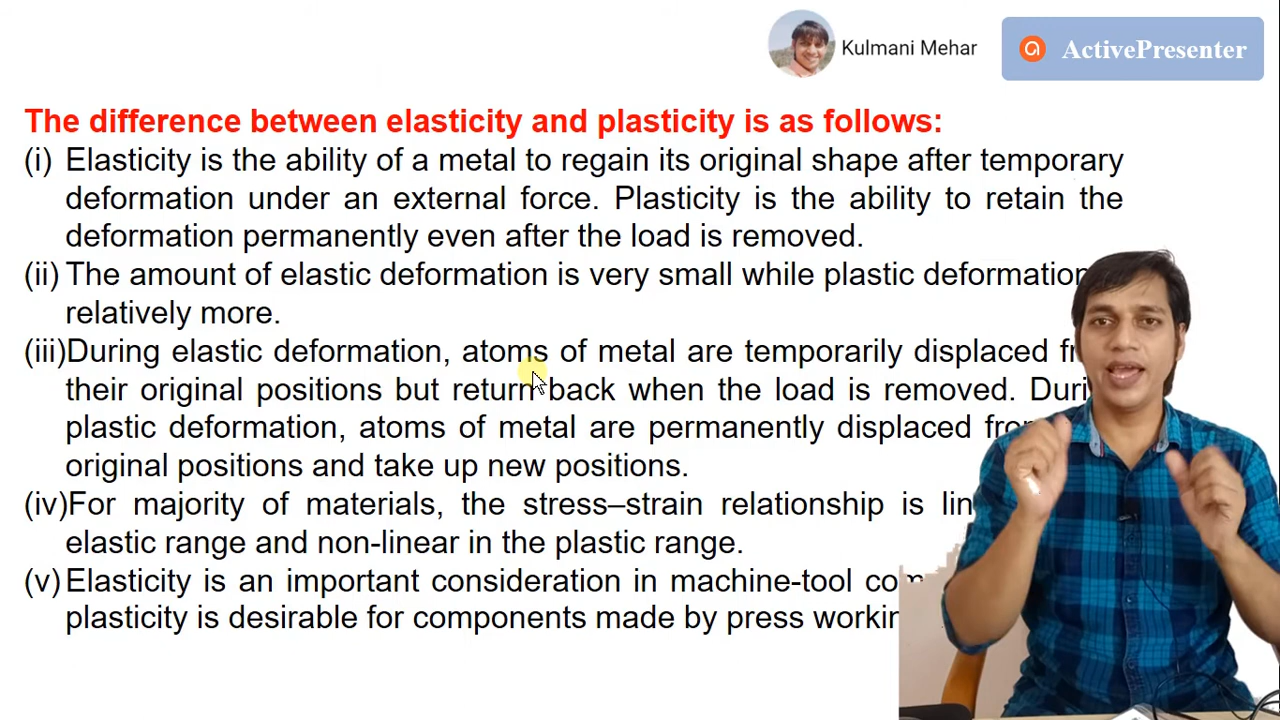 Kulmani Mehar
ActivePresenter
The difference between elasticity and plasticity is as follows:
(i) Elasticity is the ability of a metal to regain its original shape after temporary
deformation under an external force. Plasticity is the ability to retain the
deformation permanently even after the load is removed.
(ii) The amount of elastic deformation is very small while plastic deformation
relatively more.
(iii)During elastic deformation, atoms of metal are temporarily displaced
their original positions but return back when the load is removed.
plastic deformation, atoms of metal are permanently displaced
original positions and take up new positions.
(iv)For majority of materials, the stress–strain relationship is
elastic range and non-linear in the plastic range.
(v) Elasticity is an important consideration in machine-tool
plasticity is desirable for components made by press